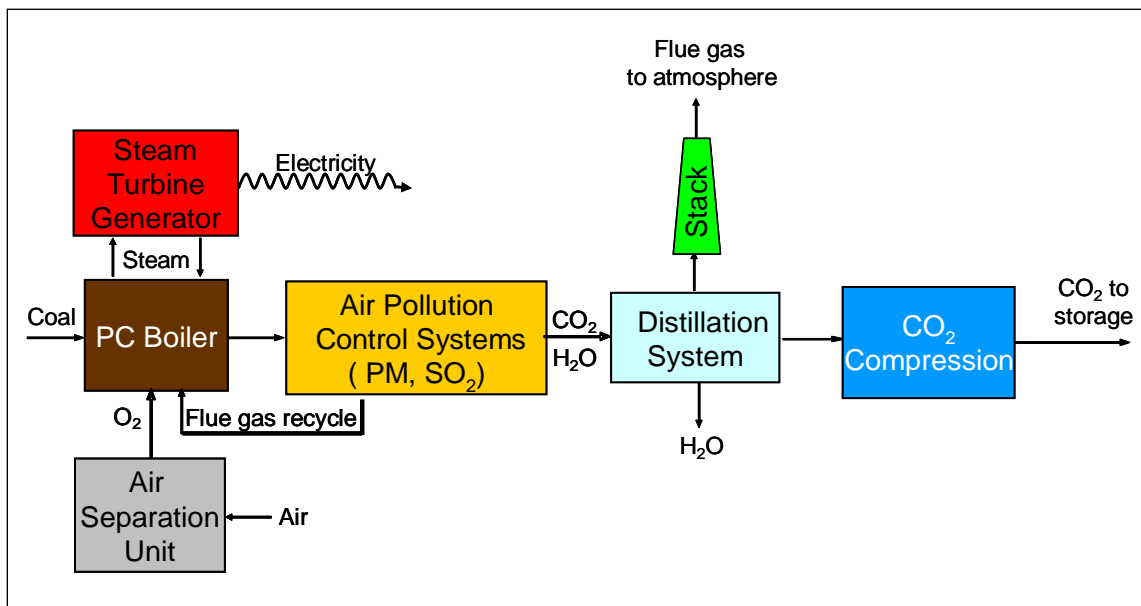 Flue gas
to atmosphere
Stack
Steam
Turbine
Generator
Electricity
Steam
Coal
PC Boiler
Air Pollution
Control Systems
( PM, SO₂)
CO₂
H₂O
Distillation
System
CO₂
Compression
CO₂ to
storage
O₂
Flue gas recycle
H₂O
Air
Separation
Unit
Air